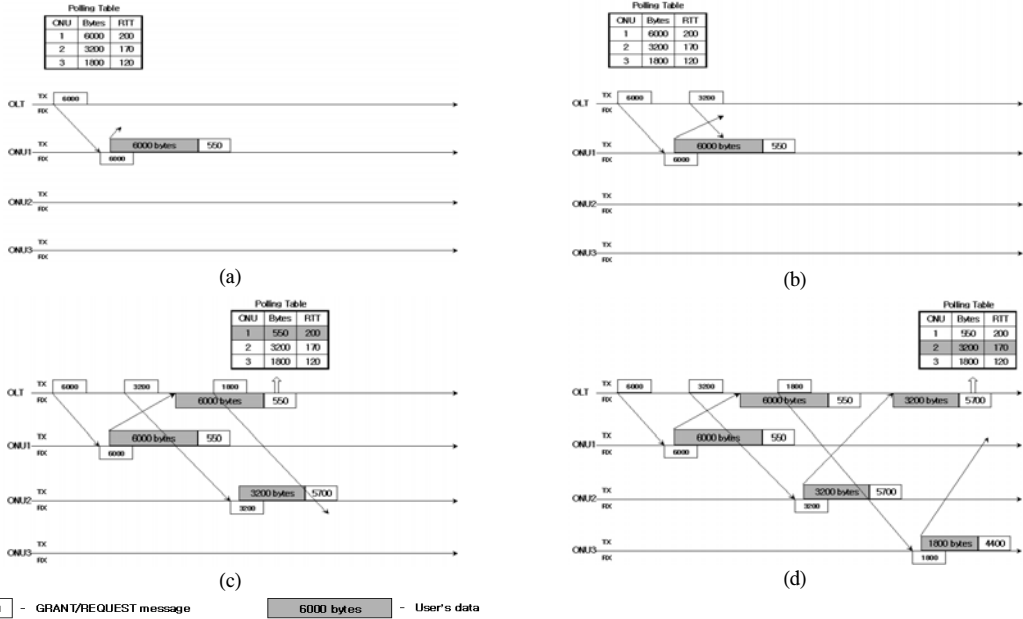 Polling Table
ONU Bytes RTT
1 6000 200
2 3200 170
3 1800 120
OLT TX RX
6000
ONU1 TX RX
6000 bytes 550
6000
ONU2 TX RX
ONU3 TX RX
(a)
Polling Table
ONU Bytes RTT
1 6000 200
2 3200 170
3 1800 120
OLT TX RX
6000 3200
ONU1 TX RX
6000 bytes 550
6000
ONU2 TX RX
ONU3 TX RX
(b)
Polling Table
ONU Bytes RTT
1 550 200
2 3200 170
3 1800 120
OLT TX RX
6000 3200 1800
6000 bytes 550
ONU1 TX RX
6000 bytes 550
6000
ONU2 TX RX
3200 bytes 5700
3200
ONU3 TX RX
(c)
Polling Table
ONU Bytes RTT
1 550 200
2 3200 170
3 1800 120
OLT TX RX
6000 3200 1800
6000 bytes 550 3200 bytes 5700
ONU1 TX RX
6000 bytes 550
6000
ONU2 TX RX
3200 bytes 5700
3200
ONU3 TX RX
1800 bytes 4400
1800
(d)
- GRANT/REQUEST message
6000 bytes - User's data